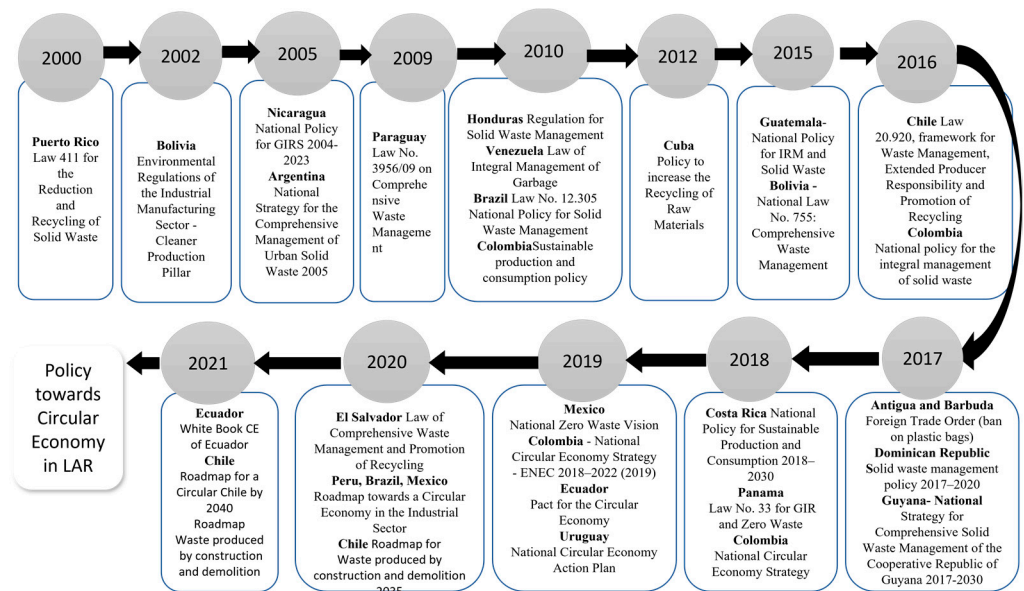 2000
Puerto Rico
Law 411 for
the
Reduction
and
Recycling of
Solid Waste
2002
Bolivia
Environmental
Regulations of
the Industrial
Manufacturing
Sector -
Cleaner
Production
Pillar
2005
Nicaragua
National Policy
for GIRS 2004-
2023
Argentina
National
Strategy for the
Comprehensive
Management of
Urban Solid
Waste 2005
2009
Paraguay
Law No.
3956/09 on
Comprehe
nsive
Waste
Manageme
nt
2010
Honduras Regulation for
Solid Waste Management
Venezuela Law of
Integral Management of
Garbage
Brazil Law No. 12.305
National Policy for Solid
Waste Management
ColombiaSustainable
production and
consumption policy
2012
Cuba
Policy to
increase the
Recycling of
Raw
Materials
2015
Guatemala-
National Policy
for IRM and
Solid Waste
Bolivia -
National Law
No. 755:
Comprehensive
Waste
Management
2016
Chile Law
20.920, framework for
Waste Management,
Extended Producer
Responsibility and
Promotion of
Recycling
Colombia
National policy for the
integral management
of solid waste
2017
Antigua and Barbuda
Foreign Trade Order (ban
on plastic bags)
Dominican Republic
Solid waste management
policy 2017–2020
Guyana- National
Strategy for
Comprehensive Solid
Waste Management of the
Cooperative Republic of
Guyana 2017-2030
2018
Costa Rica National
Policy for Sustainable
Production and
Consumption 2018–
2030
Panama
Law No. 33 for GIR
and Zero Waste
Colombia
National Circular
Economy Strategy
2019
Mexico
National Zero Waste Vision
Colombia - National
Circular Economy Strategy
- ENEC 2018–2022 (2019)
Ecuador
Pact for the Circular
Economy
Uruguay
National Circular Economy
Action Plan
2020
El Salvador Law of
Comprehensive Waste
Management and Promotion
of Recycling
Peru, Brazil, Mexico
Roadmap towards a Circular
Economy in the Industrial
Sector
Chile Roadmap for
Waste produced by
construction and demolition
2035
2021
Ecuador
White Book CE
of Ecuador
Chile
Roadmap for a
Circular Chile by
2040
Roadmap
Waste produced
by construction
and demolition
Policy
towards
Circular
Economy
in LAR